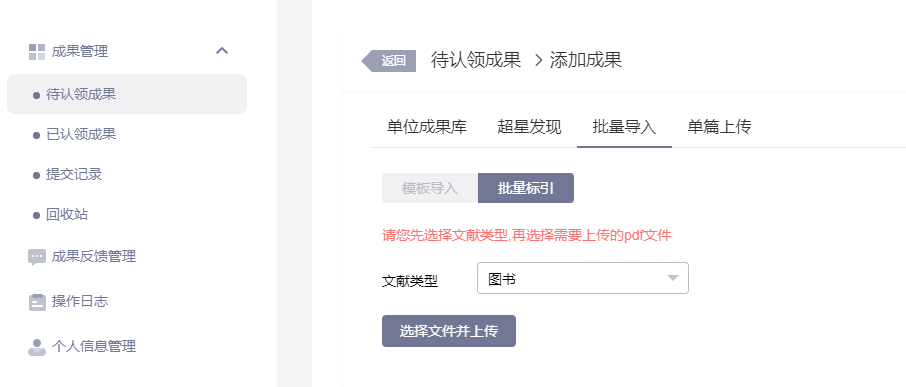 成果管理
待认领成果
已认领成果
提交记录
回收站
成果反馈管理
操作日志
个人信息管理
返回 待认领成果 > 添加成果
单位成果库 超星发现 批量导入 单篇上传
模板导入 批量标引
请您先选择文献类型,再选择需要上传的pdf文件
文献类型 图书
选择文件并上传